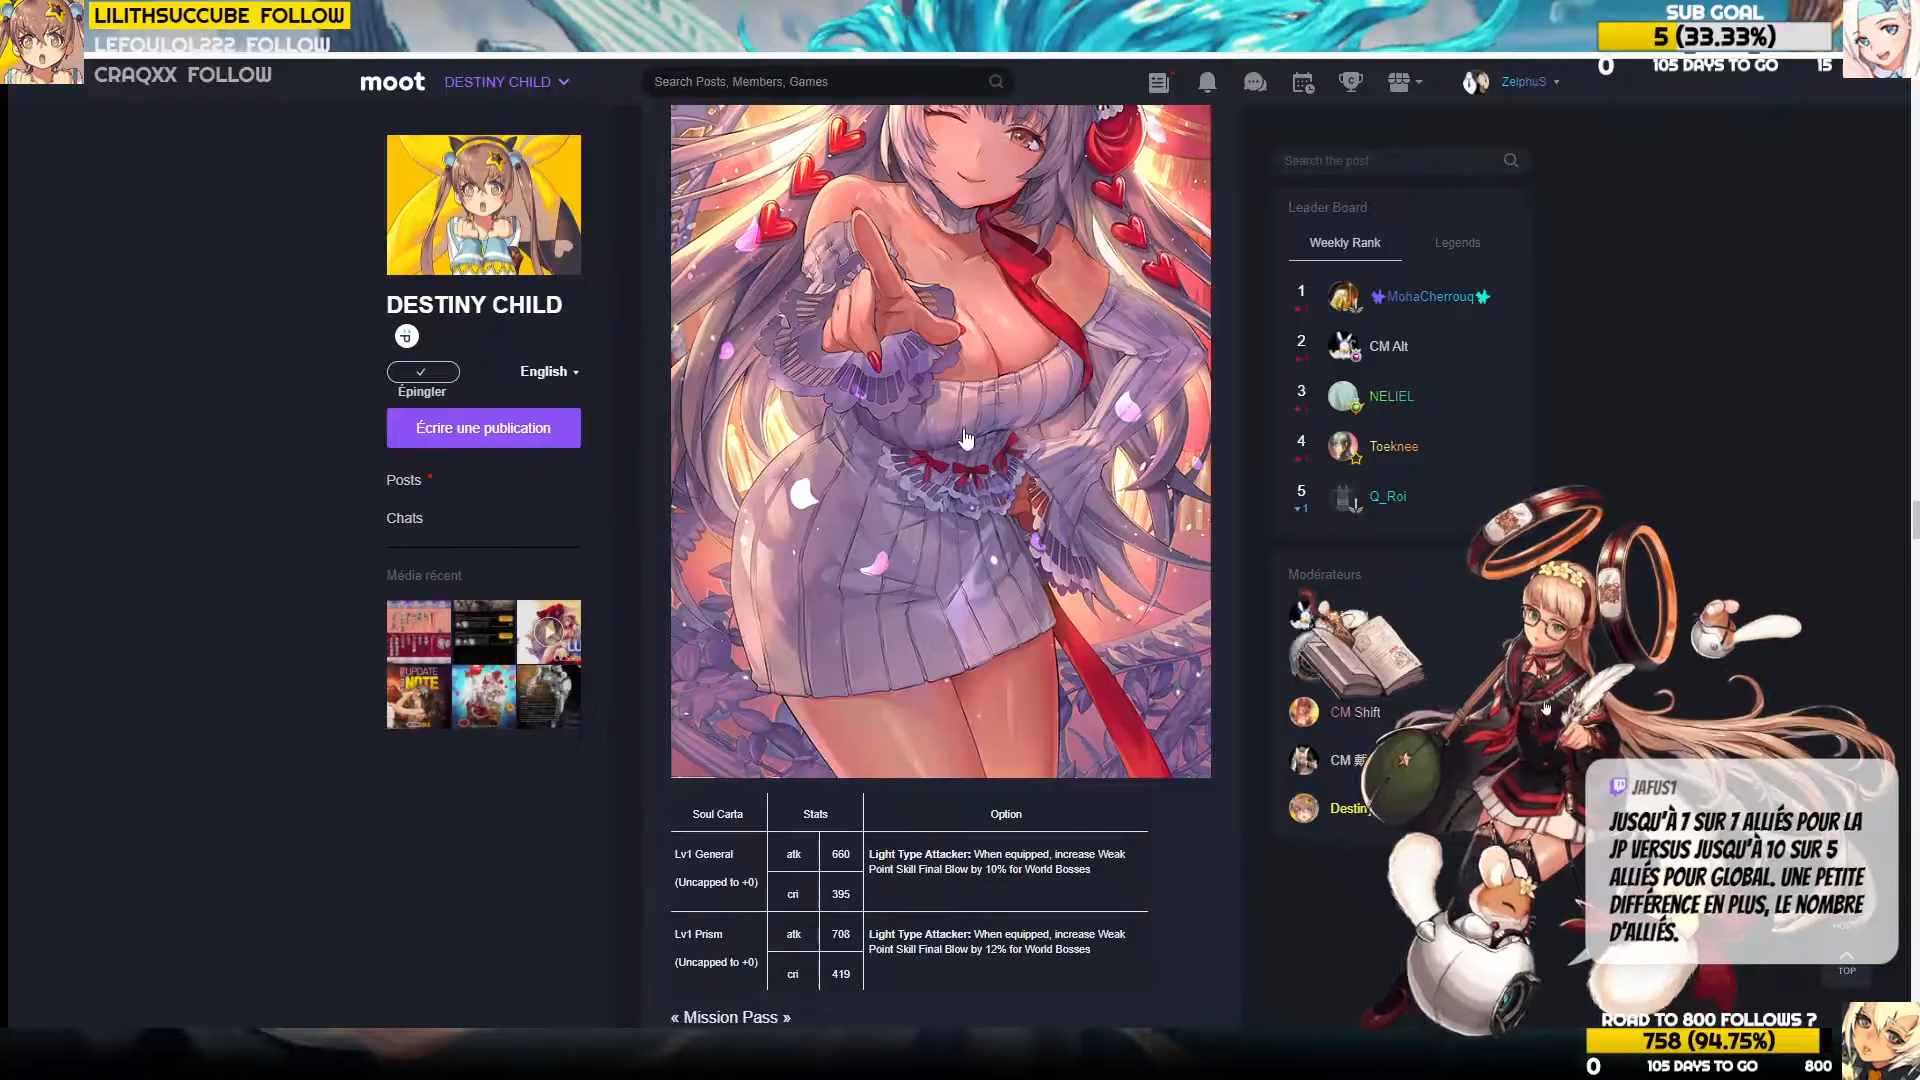 LILITHSUCCUBE FOLLOW
LEFOULOL222 FOLLOW
CRAQXX FOLLOW
SUB GOAL
5 (33.33%)
0 105 DAYS TO GO 15
moot DESTINY CHILD
Search Posts, Members, Games
ZelphuS
DESTINY CHILD
Épingler
English
Écrire une publication
Posts
Chats
Média récent
UPDATE
NOTE
Search the post
Leader Board
Weekly Rank Legends
1 MohaCherrouq
2 CM Alt
3 NELIEL
4 Toeknee
5 Q_Roi
1
Modérateurs
CM Shift
CM
Destin
JAFUS1
JUSQU'À 7 SUR 7 ALLIÉS POUR LA
JP VERSUS JUSQU'À 10 SUR 5
ALLIÉS POUR GLOBAL. UNE PETITE
DIFFÉRENCE EN PLUS, LE NOMBRE
D'ALLIÉS.
TOP
Soul Carta Stats Option
Lv1 General
(Uncapped to +0)
atk 660
cri 395
Light Type Attacker: When equipped, increase Weak
Point Skill Final Blow by 10% for World Bosses
Lv1 Prism
(Uncapped to +0)
atk 708
cri 419
Light Type Attacker: When equipped, increase Weak
Point Skill Final Blow by 12% for World Bosses
« Mission Pass »
ROAD TO 800 FOLLOWS ?
758 (94.75%)
0 105 DAYS TO GO 800